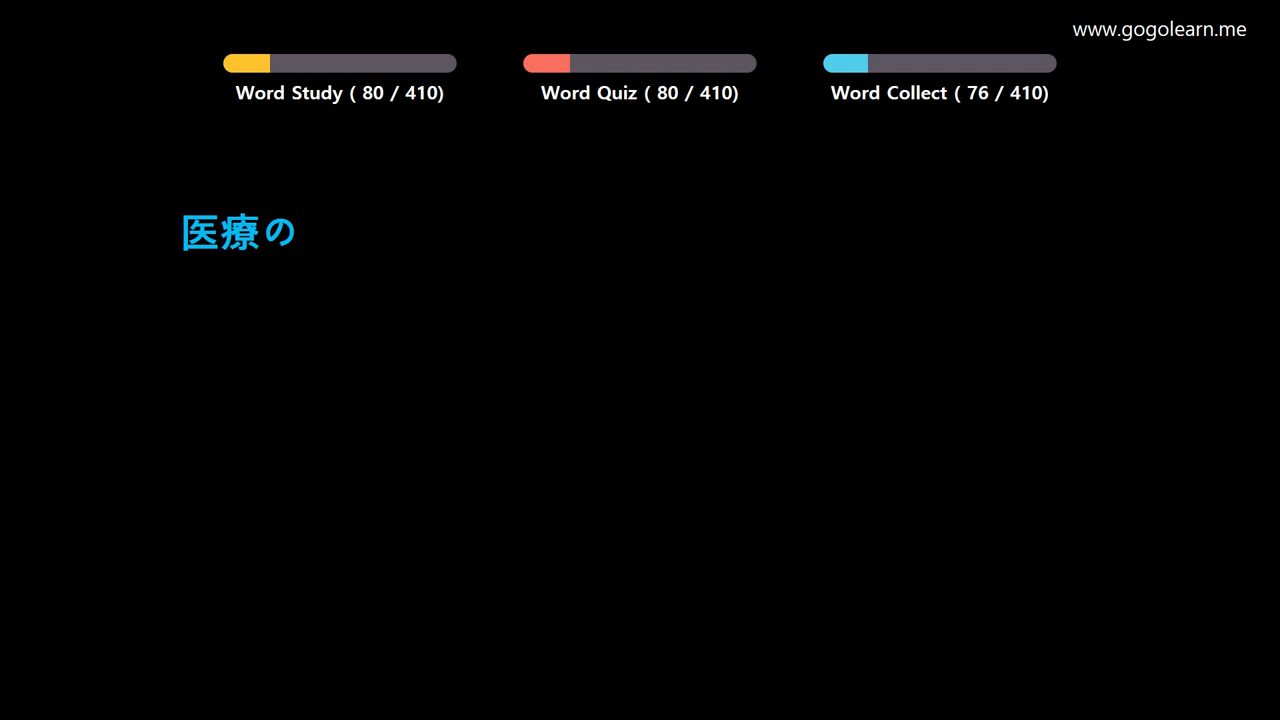 www.gogolearn.me
Word Study ( 80 / 410)
Word Quiz ( 80 / 410)
Word Collect ( 76 / 410)
医療の